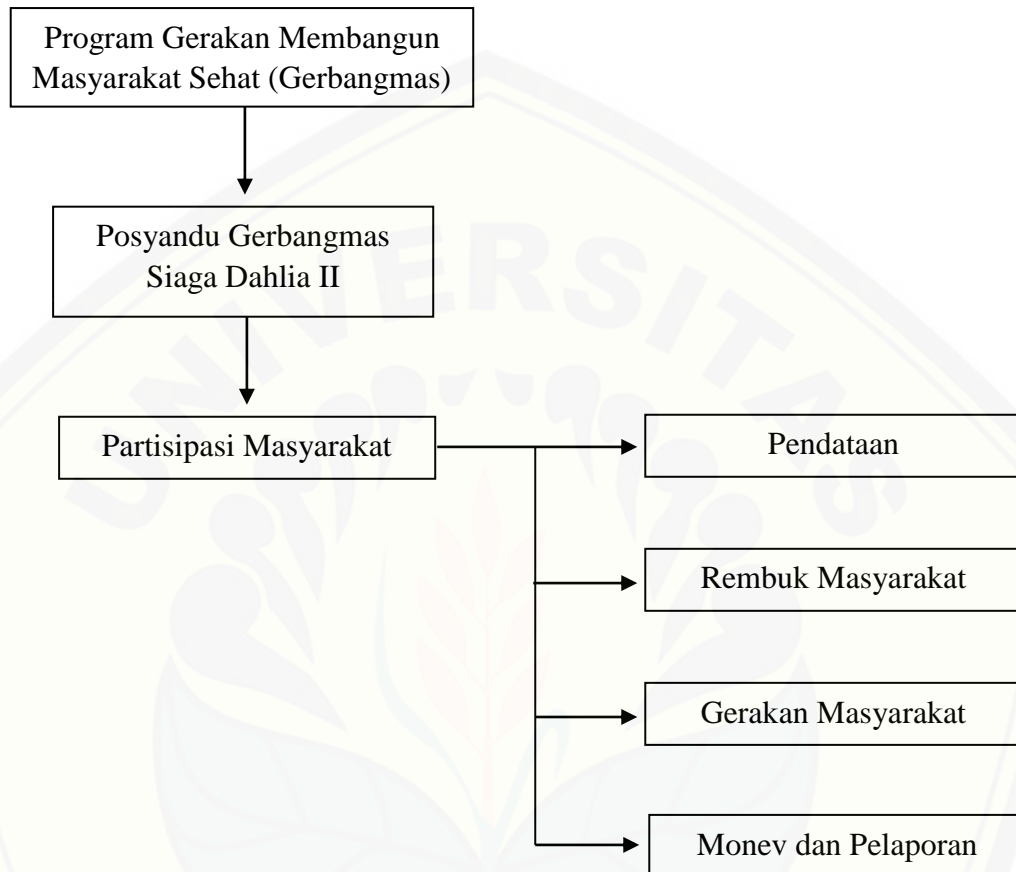 Program Gerakan Membangun
Masyarakat Sehat (Gerbangmas)
Posyandu Gerbangmas
Siaga Dahlia II
UNIVERSITAS
Partisipasi Masyarakat
Pendataan
Rembuk Masyarakat
Gerakan Masyarakat
Monev dan Pelaporan